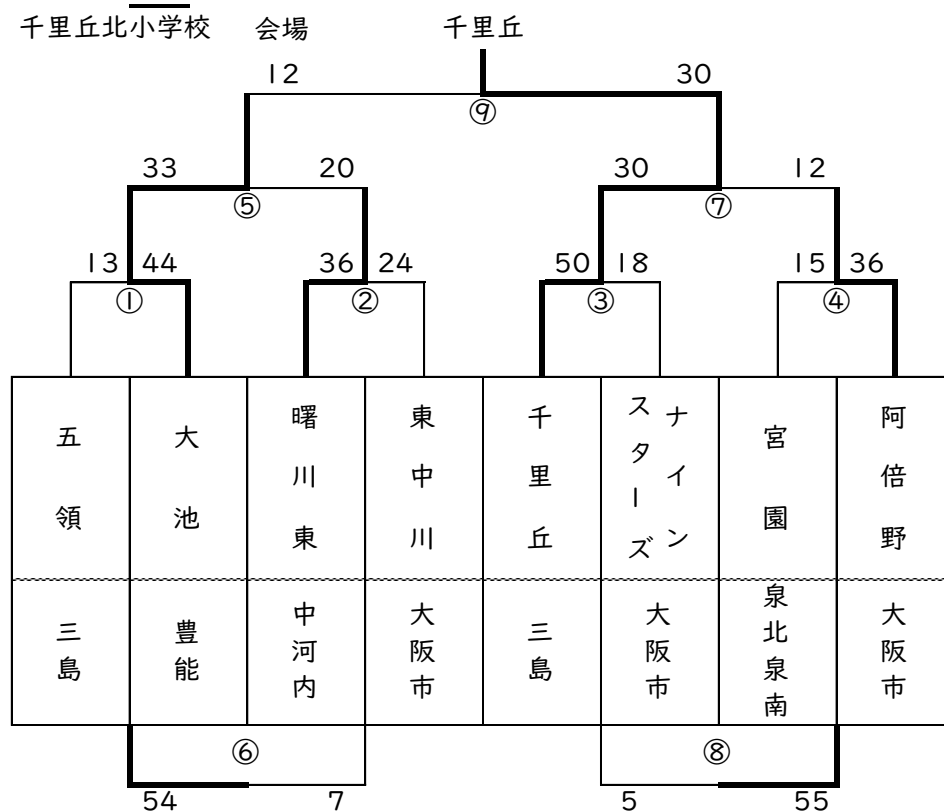 千里丘北小学校 会場 千里丘
12 30
⑨
33 20 30 12
⑤ ⑦
13 44 36 24 50 18 15 36
① ② ③ ④
五領
大池
曙川東
東中川
千里丘
ナインスターズ
宮園
阿倍野
三島
豊能
中河内
大阪市
三島
大阪市
泉北泉南
大阪市
⑥ ⑧
54 7 5 55